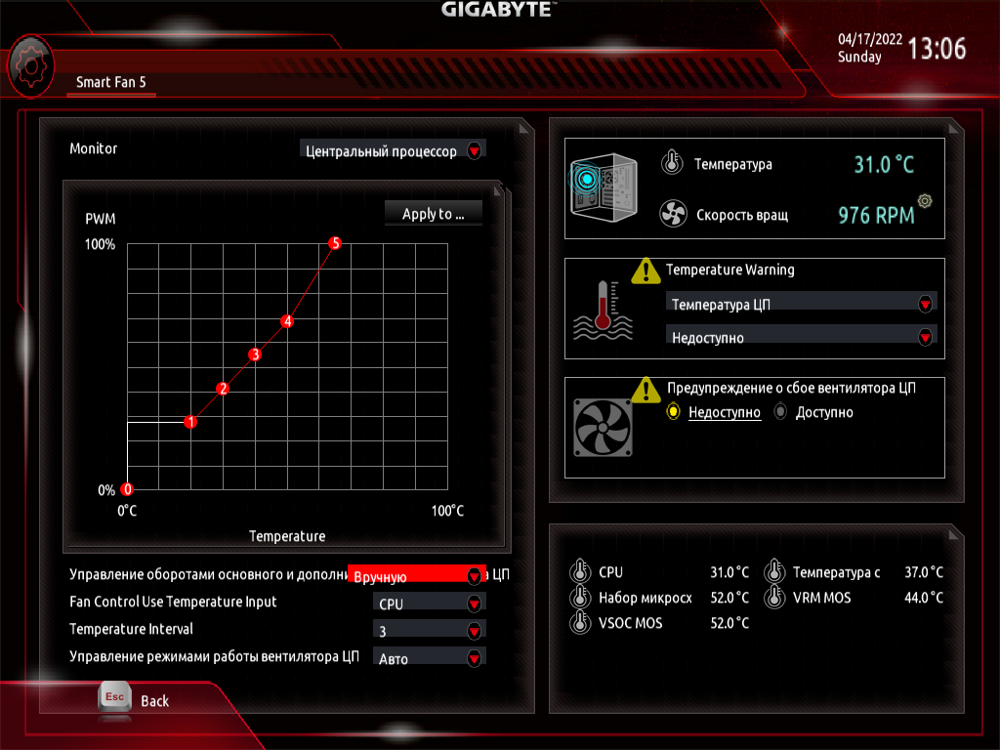 GIGABYTE™
04/17/2022
Sunday
13:06
Smart Fan 5
Monitor
Центральный процессор
PWM
Apply to ...
100%
5
4
3
2
1
0%
0
0°C
100°C
Temperature
Управление оборотами основного и дополни
Вручную
ЦП
Fan Control Use Temperature Input
CPU
Temperature Interval
3
Управление режимами работы вентилятора ЦП
Авто
Esc
Back
Температура
31.0 °C
Скорость вращ
976 RPM
Temperature Warning
Температура ЦП
Недоступно
Предупреждение о сбое вентилятора ЦП
Недоступно
Доступно
CPU 31.0 °C
Температура с 37.0 °C
Набор микросх 52.0 °C
VRM MOS 44.0 °C
VSOC MOS 52.0 °C